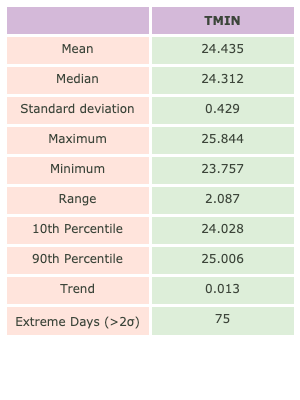 TMIN
Mean 24.435
Median 24.312
Standard deviation 0.429
Maximum 25.844
Minimum 23.757
Range 2.087
10th Percentile 24.028
90th Percentile 25.006
Trend 0.013
Extreme Days (>2σ) 75